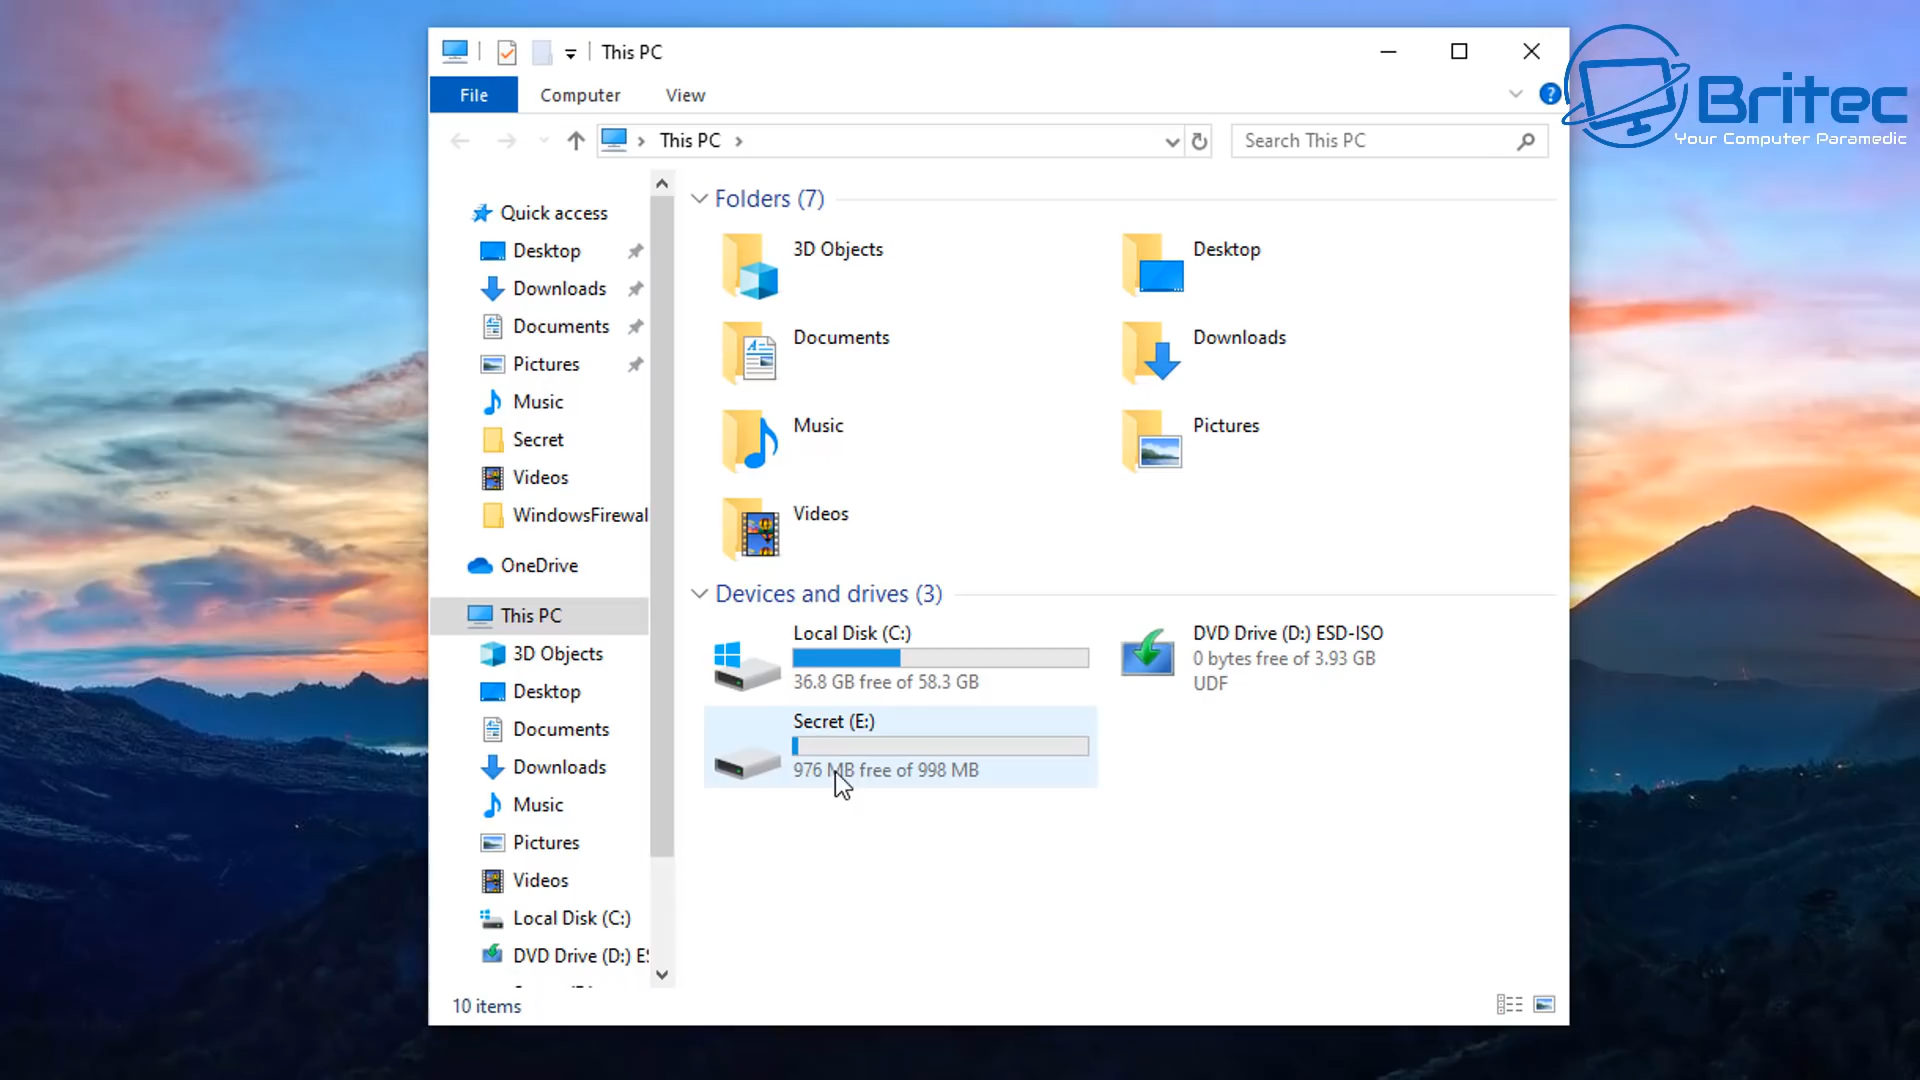 This PC
File
Computer
View
?
Britec
Your Computer Paramedic
This PC
Search This PC
Quick access
Desktop
Downloads
Documents
Pictures
Music
Secret
Videos
WindowsFirewal
OneDrive
This PC
3D Objects
Desktop
Documents
Downloads
Music
Pictures
Videos
Local Disk (C:)
DVD Drive (D:) ES
Folders (7)
3D Objects
Desktop
Documents
Downloads
Music
Pictures
Videos
Devices and drives (3)
Local Disk (C:)
36.8 GB free of 58.3 GB
DVD Drive (D:) ESD-ISO
0 bytes free of 3.93 GB
UDF
Secret (E:)
976 MB free of 998 MB
10 items